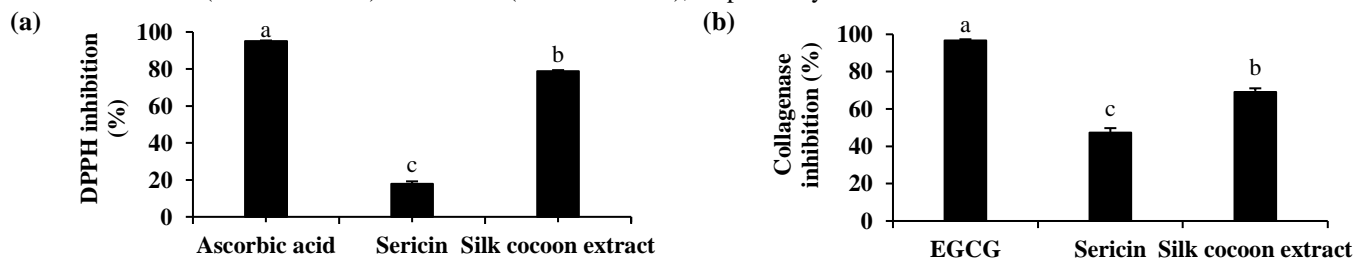 respectively
(a)
DPPH inhibition
(%)
100
80
60
40
20
0
a
c
b
Ascorbic acid Sericin Silk cocoon extract
(b)
Collagenase
inhibition (%)
100
80
60
40
20
0
a
c
b
EGCG Sericin Silk cocoon extract